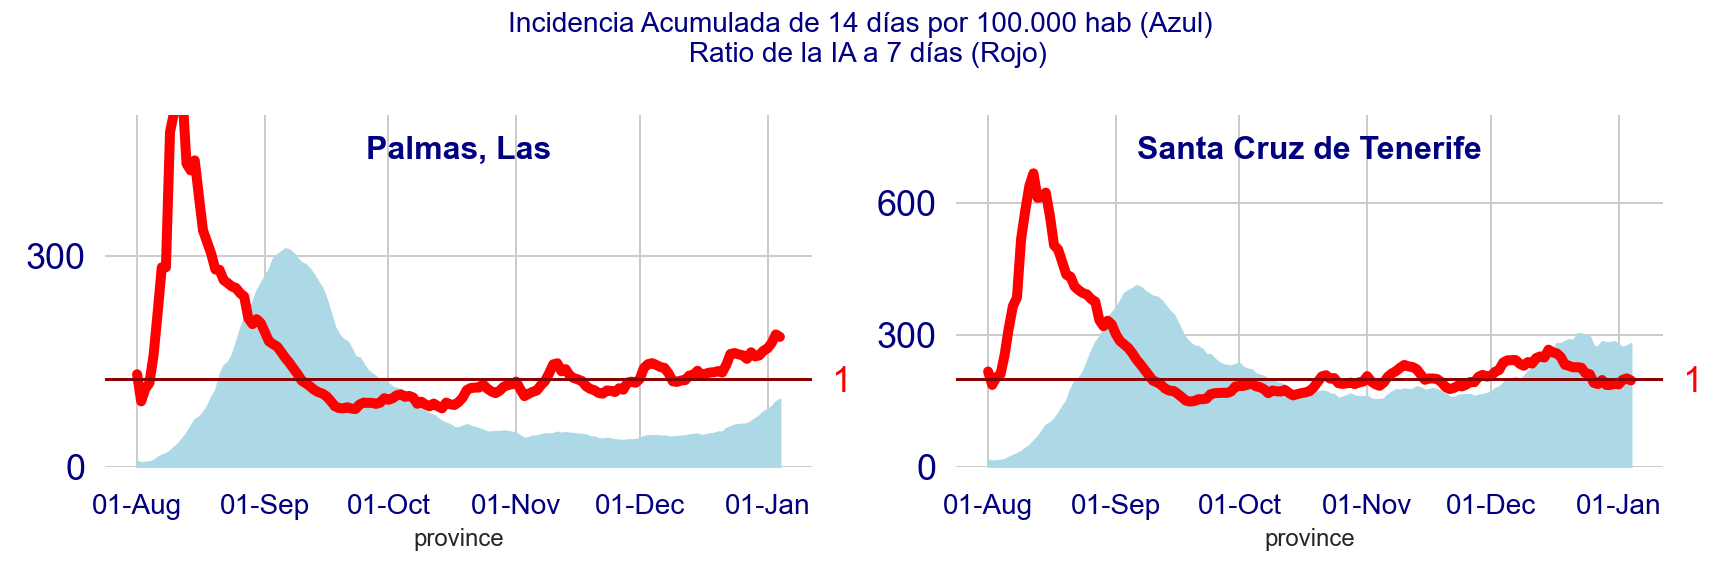 Incidencia Acumulada de 14 días por 100.000 hab (Azul)
Ratio de la IA a 7 días (Rojo)
Palmas, Las
300
0
1
01-Aug 01-Sep 01-Oct 01-Nov 01-Dec 01-Jan
province
Santa Cruz de Tenerife
600
300
0
1
01-Aug 01-Sep 01-Oct 01-Nov 01-Dec 01-Jan
province